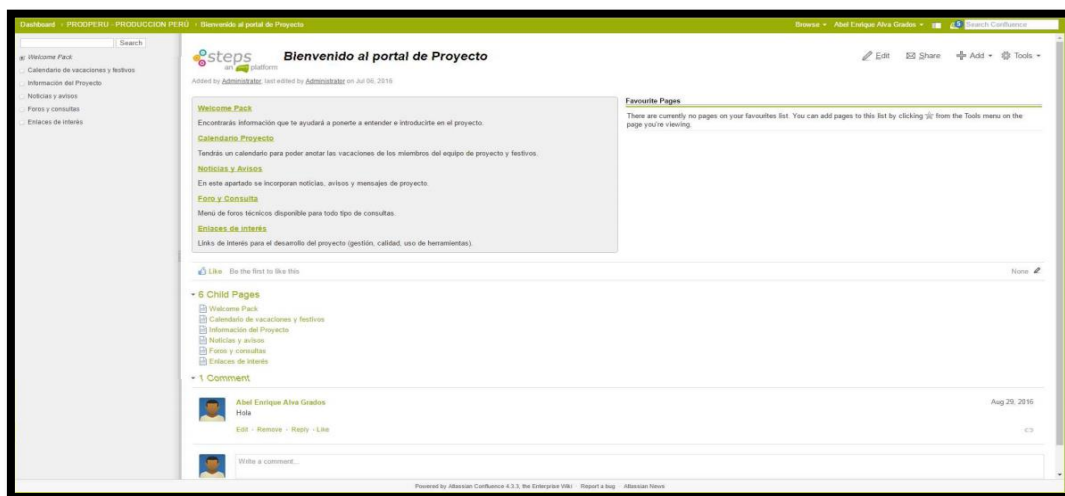 Dashboard › PROOPERU - PRODUCCION PERÚ › Bienvenido al portal de Proyecto
Browse Abel Enrique Alva Grados 5 Search Confluence
Search
Welcome Pack
Calendario de vacaciones y festivos
Información del Proyecto
Noticias y avisos
Foros y consultas
Enlaces de interés
steps
an platform
Bienvenido al portal de Proyecto
Edit Share Add Tools
Added by Administrator, last edited by Administrator on Jul 06, 2016
Welcome Pack
Encontrarás información que te ayudará a ponerte a entender e introducirte en el proyecto.
Calendario Proyecto
Tendrás un calendario para poder anotar las vacaciones de los miembros del equipo de proyecto y festivos.
Noticias y Avisos
En este apartado se incorporan noticias, avisos y mensajes de proyecto.
Foro y Consulta
Menú de foros técnicos disponible para todo tipo de consultas.
Enlaces de interés
Links de interés para el desarrollo del proyecto (gestión, calidad, uso de herramientas).
Favourite Pages
There are currently no pages on your favourites list. You can add pages to this list by clicking from the Tools menu on the
page you're viewing.
Like Be the first to like this None
6 Child Pages
Welcome Pack
Calendario de vacaciones y festivos
Información del Proyecto
Noticias y avisos
Foros y consultas
Enlaces de interés
1 Comment
Abel Enrique Alva Grados Aug 29, 2016
Hola
Edit · Remove · Reply · Like
Write a comment...
Powered by Atlassian Confluence 4.3.3, the Enterprise Wiki · Report a bug · Atlassian News